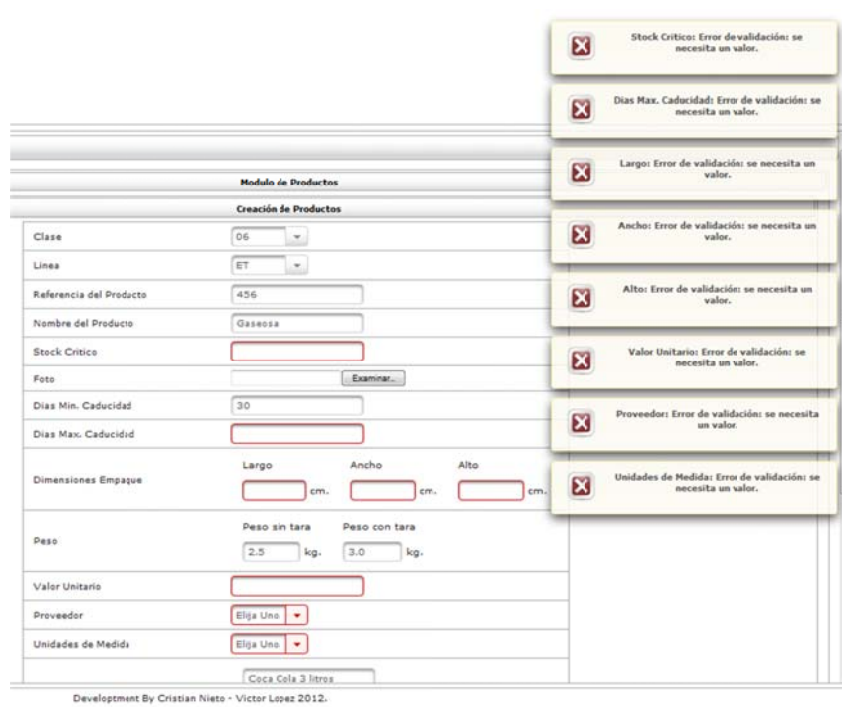 Stock Critico: Error de validación: se
necesita un valor.
Dias Max. Caducidad: Error de validación: se
necesita un valor.
Largo: Error de validación: se necesita un
valor.
Ancho: Error de validación: se necesita un
valor.
Alto: Error de validación: se necesita un
valor.
Valor Unitario: Error de validación: se
necesita un valor.
Proveedor: Error de validación: se necesita
un valor.
Unidades de Medida: Error de validación: se
necesita un valor.
Modulo de Productos
Creación de Productos
Clase 06
Linea ET
Referencia del Producto 456
Nombre del Producto Gaseosa
Stock Critico
Foto Examinar...
Dias Min. Caducidad 30
Dias Max. Caducidad
Largo Ancho Alto
Dimensiones Empaque cm. cm. cm.
Peso sin tara Peso con tara
Peso 2.5 kg. 3.0 kg.
Valor Unitario
Proveedor Elija Uno
Unidades de Medida Elija Uno
Coca Cola 3 litros
Development By Cristian Nieto - Victor Lopez 2012.